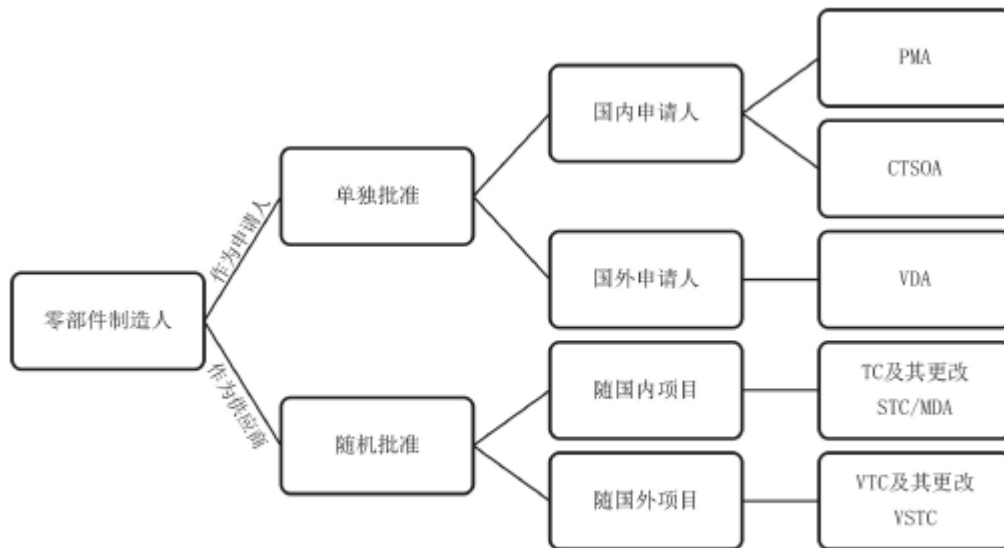 PMA
国内申请人
CTSOA
单独批准
作为申请人
国外申请人
VDA
零部件制造人
作为供应商
随国内项目
TC及其更改
STC/MDA
随机批准
随国外项目
VTC及其更改
VSTC